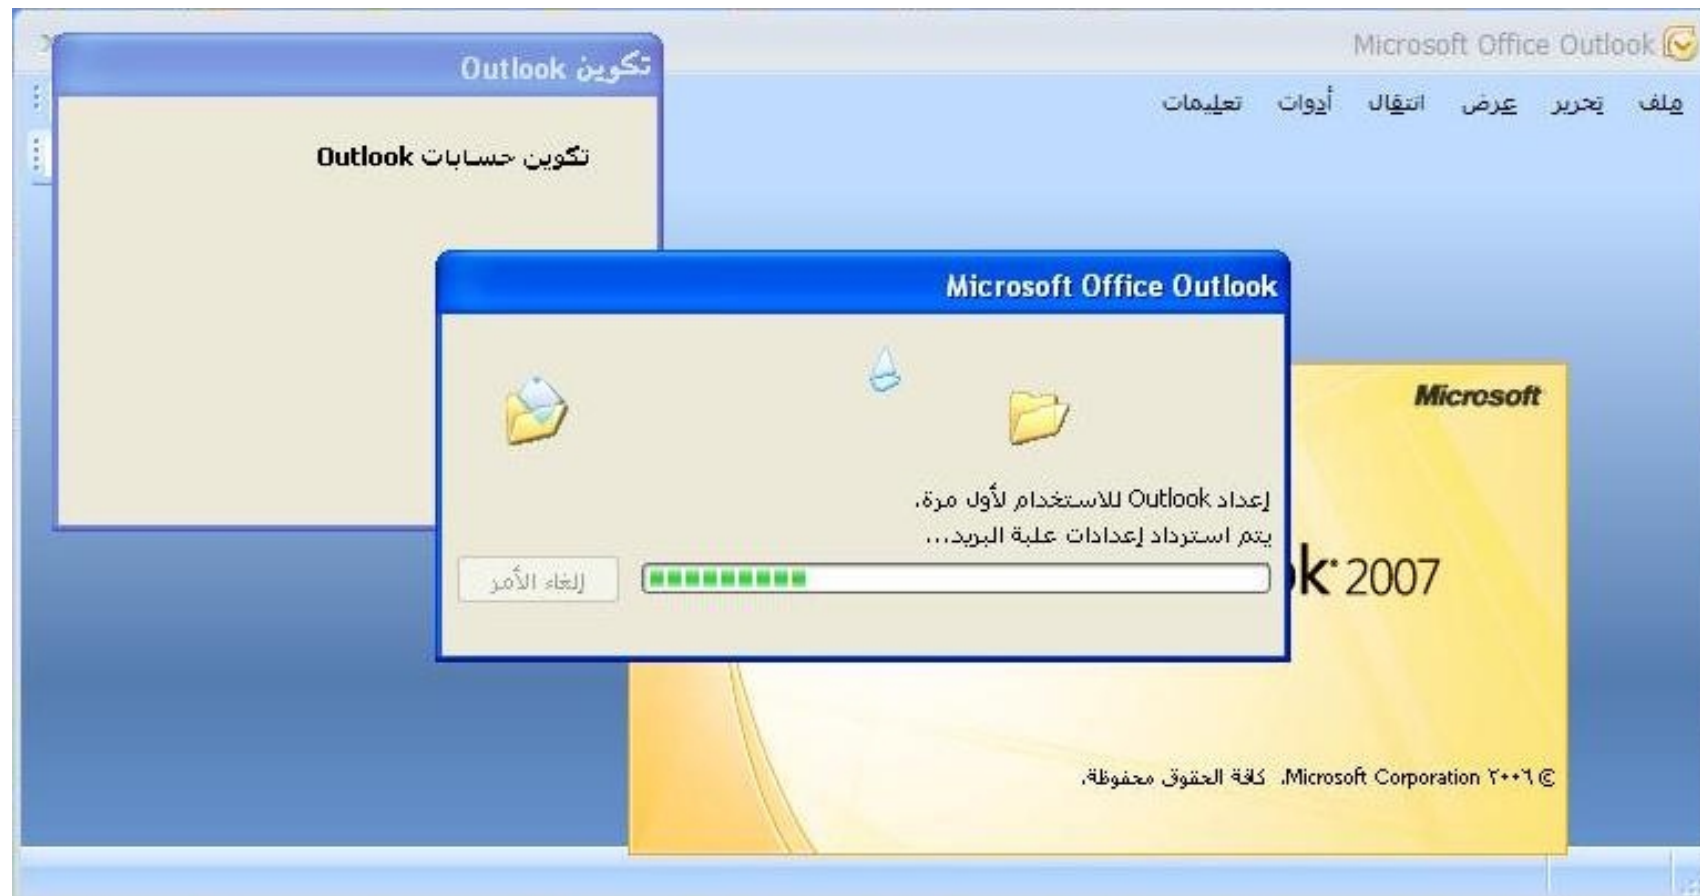 Microsoft Office Outlook
ملف تحرير عرض انتقال أدوات تعليمات
تكوين Outlook
تكوين حسابات Outlook
Microsoft Office Outlook
إعداد Outlook للاستخدام لأول مرة.
يتم استرداد إعدادات علبة البريد...
إلغاء الأمر
Microsoft
k 2007
© ٢٠٠٦ Microsoft Corporation. كافة الحقوق محفوظة.